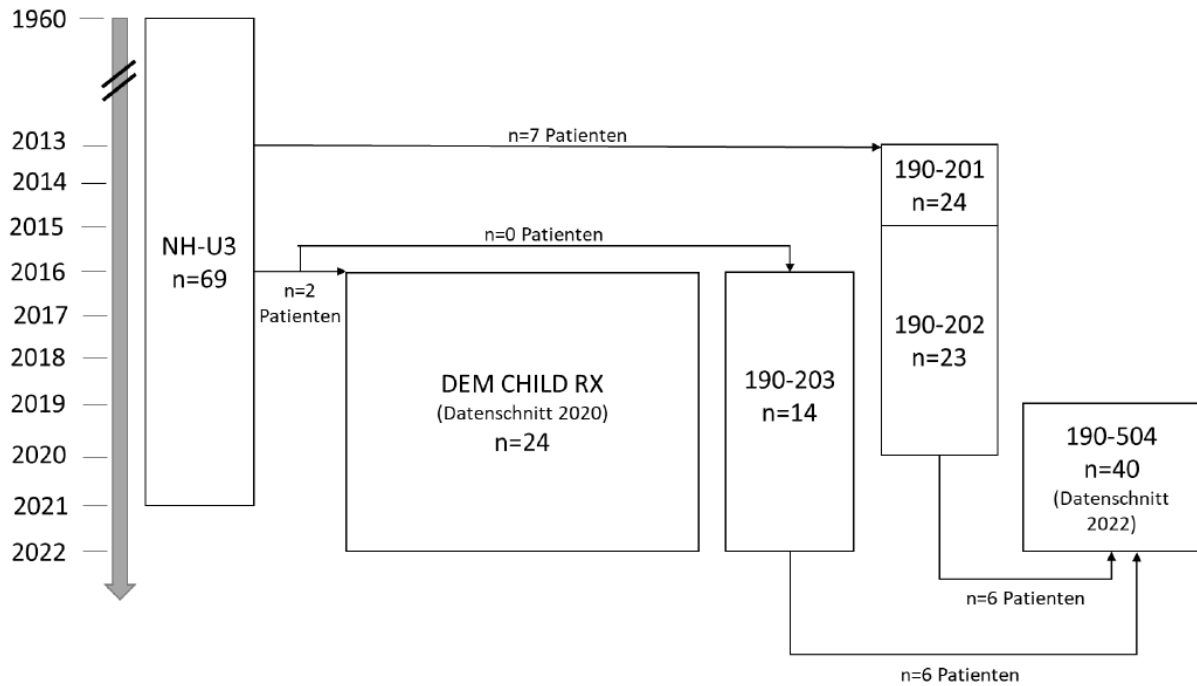 1960
2013
2014
2015
2016
2017
2018
2019
2020
2021
2022
NH-U3
n=69
n=7 Patienten
n=0 Patienten
n=2
Patienten
DEM CHILD RX
(Datenschnitt 2020)
n=24
190-203
n=14
190-201
n=24
190-202
n=23
190-504
n=40
(Datenschnitt
2022)
n=6 Patienten
n=6 Patienten